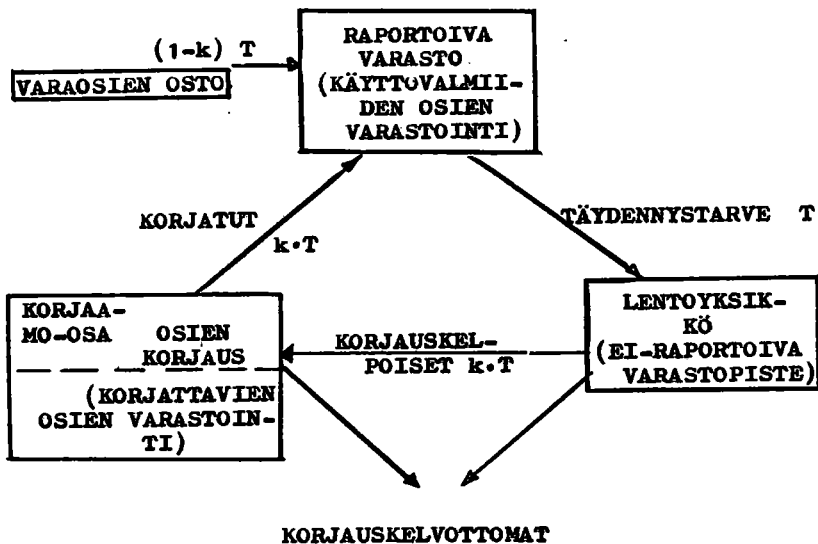 (1-k) T
VARAOSIEN OSTO
RAPORTOIVA
VARASTO
(KÄYTTÖVALMII-
DEN OSIEN
VARASTOINTI)
KORJATUT
k•T
TÄYDENNYSTARVE T
KORJAA-
MO-OSA OSIEN
KORJAUS
(KORJATTAVIEN
OSIEN VARASTOIN-
TI)
KORJAUSKEL-
POISET k•T
LENTOYKSIK-
KÖ
(EI-RAPORTOIVA
VARASTOPISTE)
KORJAUSKELVOTTOMAT